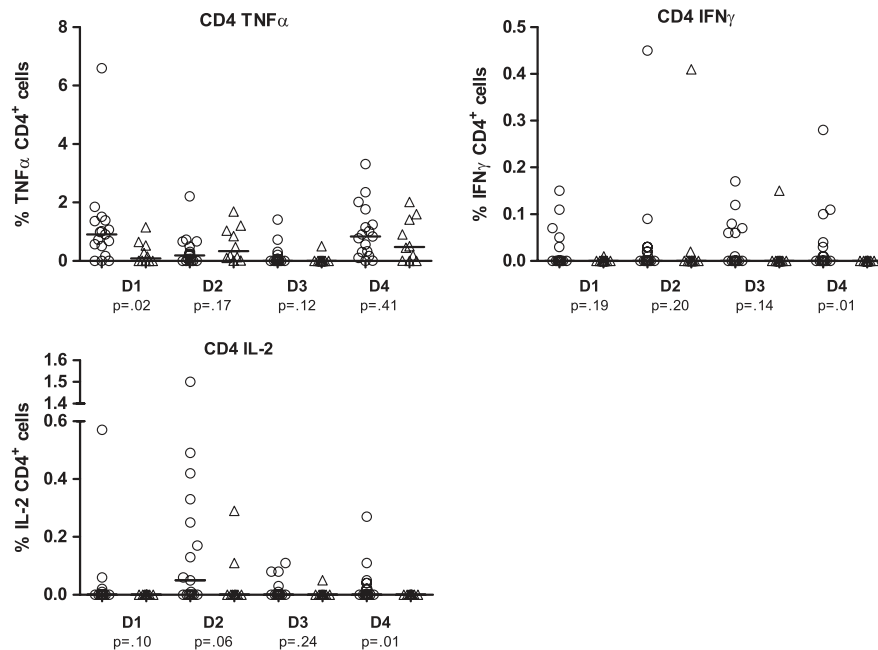 CD4 TNFα
% TNFα CD4⁺ cells
8
6
4
2
0
D1 D2 D3 D4
p=.02 p=.17 p=.12 p=.41
CD4 IFNγ
% IFNγ CD4⁺ cells
0.5
0.4
0.3
0.2
0.1
0.0
D1 D2 D3 D4
p=.19 p=.20 p=.14 p=.01
CD4 IL-2
% IL-2 CD4⁺ cells
1.6
1.5
1.4
0.6
0.4
0.2
0.0
D1 D2 D3 D4
p=.10 p=.06 p=.24 p=.01